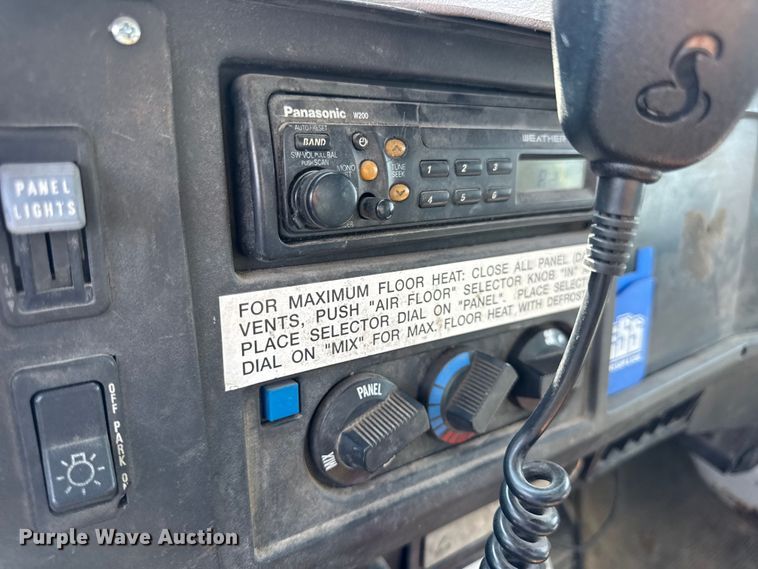 Panasonic W200
WEATHER
AUTO PRESET
BAND
SW·VOL PULL BAL
PUSH SCAN
MONO
TUNE
SEEK
1 2 3
4 5 6
PANEL
LIGHTS
FOR MAXIMUM FLOOR HEAT: CLOSE ALL PANEL
VENTS, PUSH "AIR FLOOR" SELECTOR KNOB "IN"
PLACE SELECTOR DIAL ON "PANEL". PLACE SELECT
DIAL ON "MIX" FOR MAX. FLOOR HEAT WITH DEFROST
PANEL
MIX
OFF PARK
GSS
Purple Wave Auction